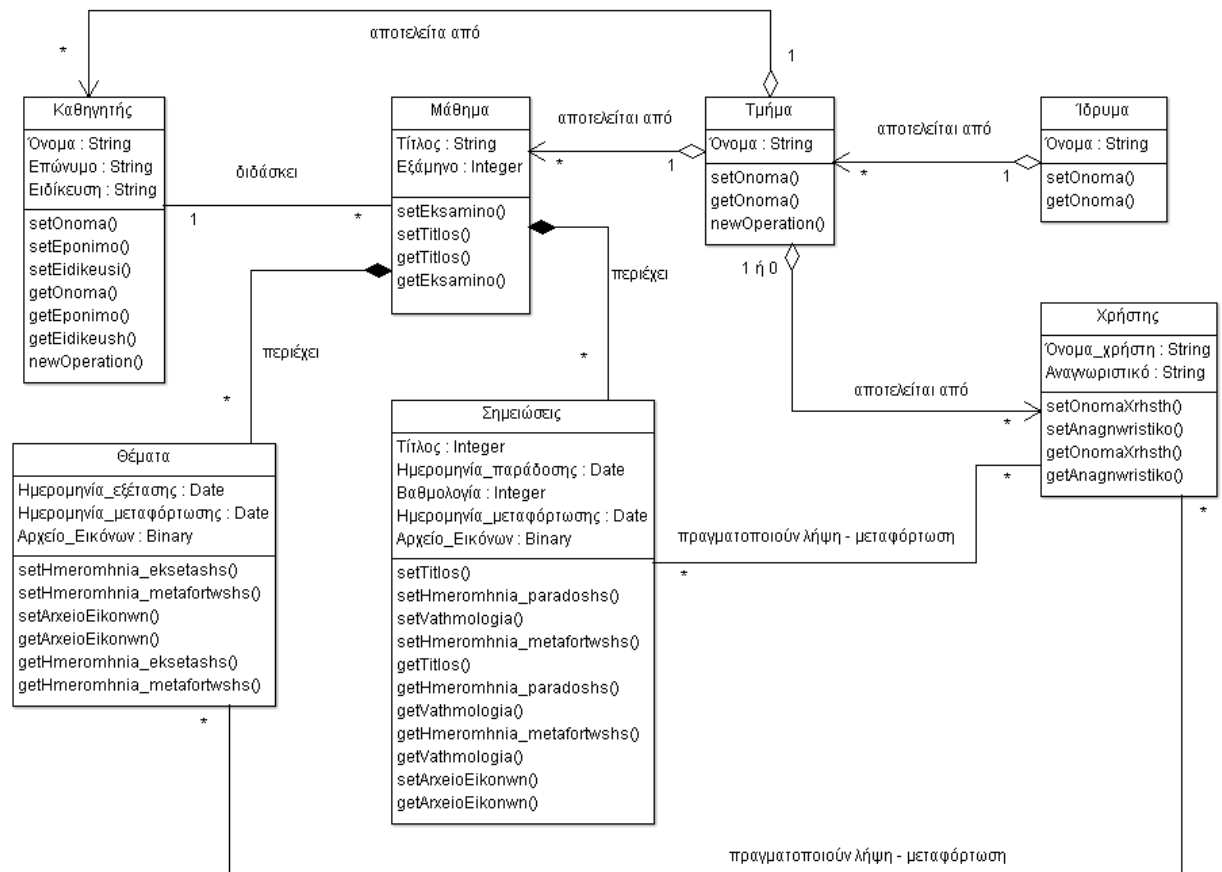 αποτελείτα από
*
1
Καθηγητής
Όνομα : String
Επώνυμο : String
Ειδίκευση : String
setOnoma()
setEponimo()
setEidikeusi()
getOnoma()
getEponimo()
getEidikeush()
newOperation()
διδάσκει
1
*
Μάθημα
Τίτλος : String
Εξάμηνο : Integer
setEksamino()
setTitlos()
getTitlos()
getEksamino()
αποτελείται από
*
1
Τμήμα
Όνομα : String
setOnoma()
getOnoma()
newOperation()
αποτελείται από
*
1
Ίδρυμα
Όνομα : String
setOnoma()
getOnoma()
1 ή 0
περιέχει
*
περιέχει
*
αποτελείται από
*
Χρήστης
Όνομα_χρήστη : String
Αναγνωριστικό : String
setOnomaXrhsth()
setAnagnwristiko()
getOnomaXrhsth()
getAnagnwristiko()
*
*
Θέματα
Ημερομηνία_εξέτασης : Date
Ημερομηνία_μεταφόρτωσης : Date
Αρχείο_Εικόνων : Binary
setHmeromhnia_eksetashs()
setHmeromhnia_metafortwshs()
setArxeioEikonwn()
getArxeioEikonwn()
getHmeromhnia_eksetashs()
getHmeromhnia_metafortwshs()
*
Σημειώσεις
Τίτλος : Integer
Ημερομηνία_παράδοσης : Date
Βαθμολογία : Integer
Ημερομηνία_μεταφόρτωσης : Date
Αρχείο_Εικόνων : Binary
setTitlos()
setHmeromhnia_paradoshs()
setVathmologia()
setHmeromhnia_metafortwshs()
getTitlos()
getHmeromhnia_paradoshs()
getVathmologia()
getHmeromhnia_metafortwshs()
getVathmologia()
setArxeioEikonwn()
getArxeioEikonwn()
πραγματοποιούν λήψη - μεταφόρτωση
*
πραγματοποιούν λήψη - μεταφόρτωση